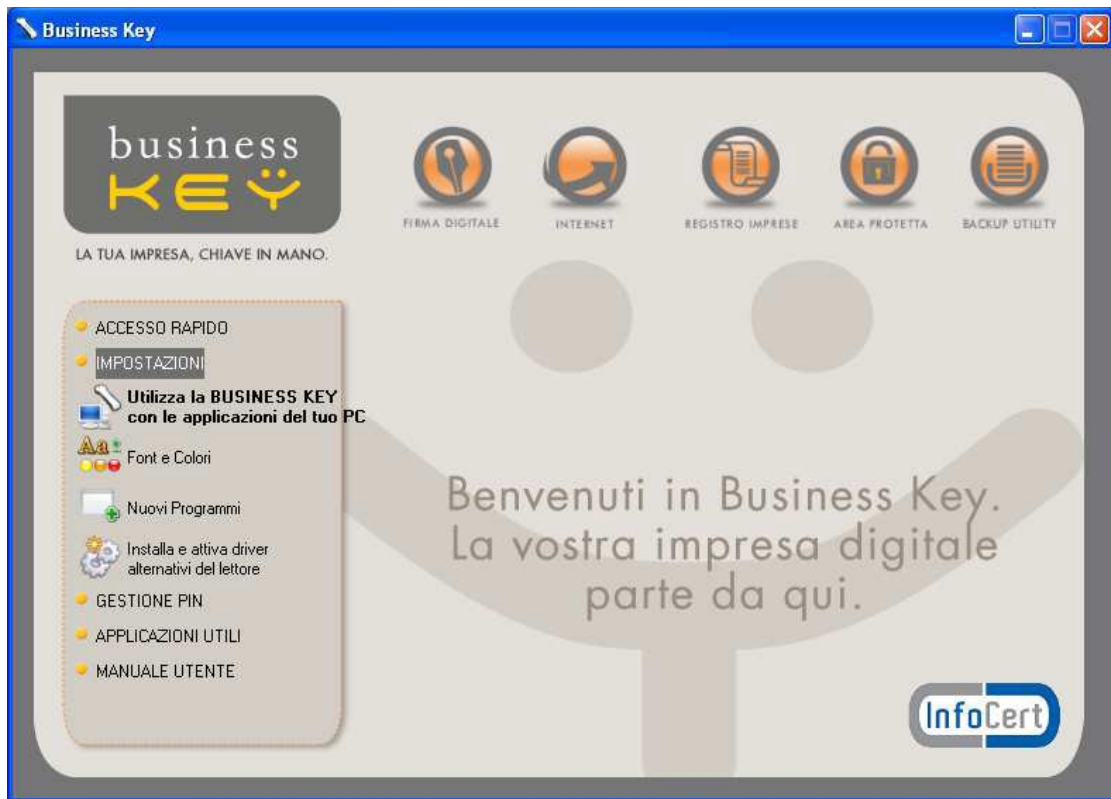 Business Key
business
KEY
LA TUA IMPRESA, CHIAVE IN MANO.
FIRMA DIGITALE
INTERNET
REGISTRO IMPRESE
AREA PROTETTA
BACKUP UTILITY
ACCESSO RAPIDO
IMPOSTAZIONI
Utilizza la BUSINESS KEY
con le applicazioni del tuo PC
Font e Colori
Nuovi Programmi
Installa e attiva driver
alternativi del lettore
GESTIONE PIN
APPLICAZIONI UTILI
MANUALE UTENTE
Benvenuti in Business Key.
La vostra impresa digitale
parte da qui.
InfoCert